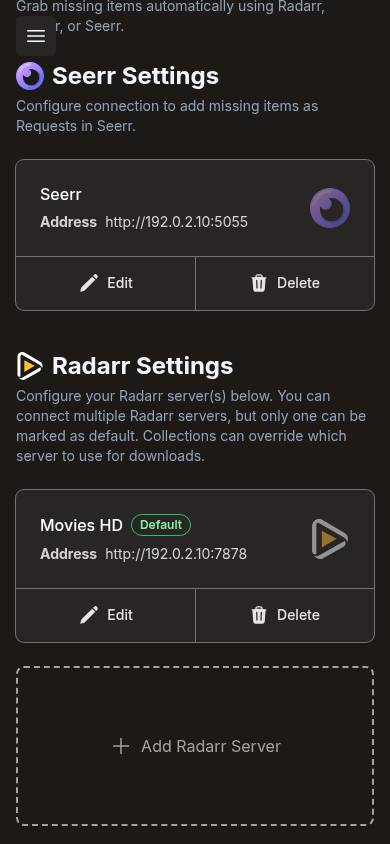 Grab missing items automatically using Radarr,
r, or Seerr.
Seerr Settings
Configure connection to add missing items as
Requests in Seerr.
Seerr
Address http://192.0.2.10:5055
Edit
Delete
Radarr Settings
Configure your Radarr server(s) below. You can
connect multiple Radarr servers, but only one can be
marked as default. Collections can override which
server to use for downloads.
Movies HD Default
Address http://192.0.2.10:7878
Edit
Delete
Add Radarr Server